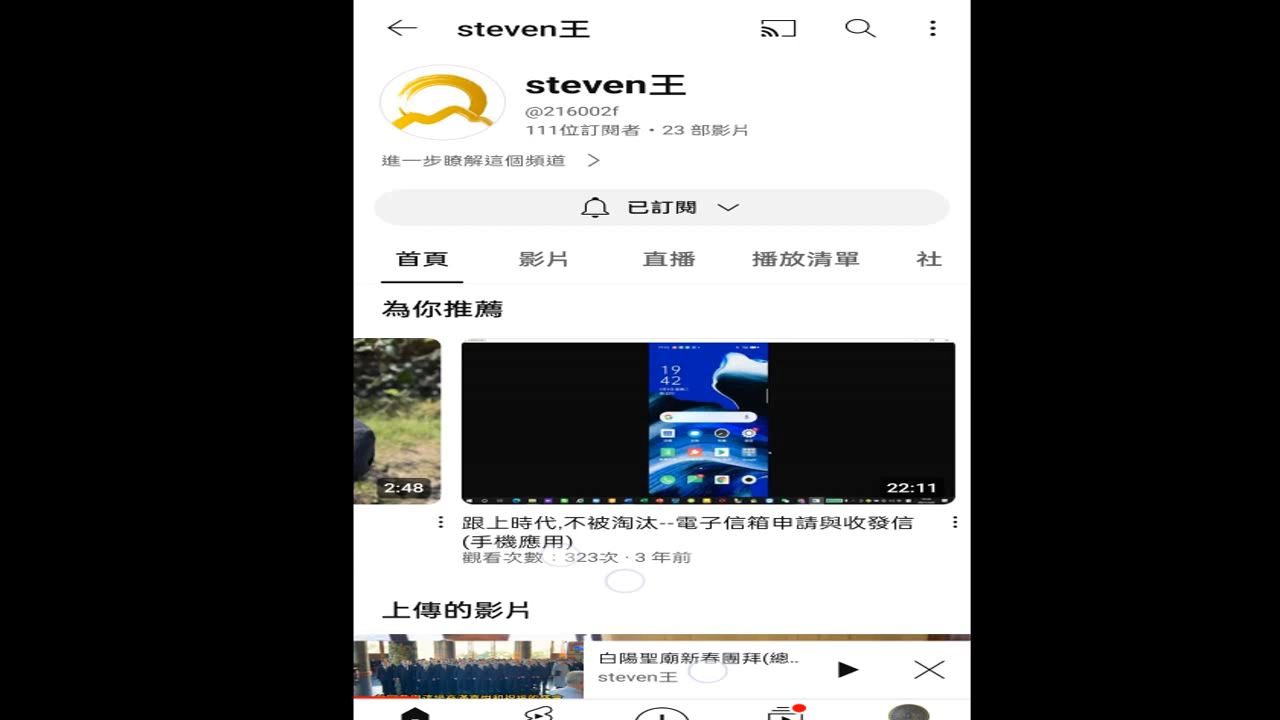 steven王
steven王
@216002f
111位訂閱者・23 部影片
進一步瞭解這個頻道
已訂閱
首頁 影片 直播 播放清單 社
為你推薦
19
42
2:48
22:11
跟上時代,不被淘汰--電子信箱申請與收發信
(手機應用)
觀看次數：323次 · 3 年前
上傳的影片
白陽聖廟新春團拜(總..
steven王